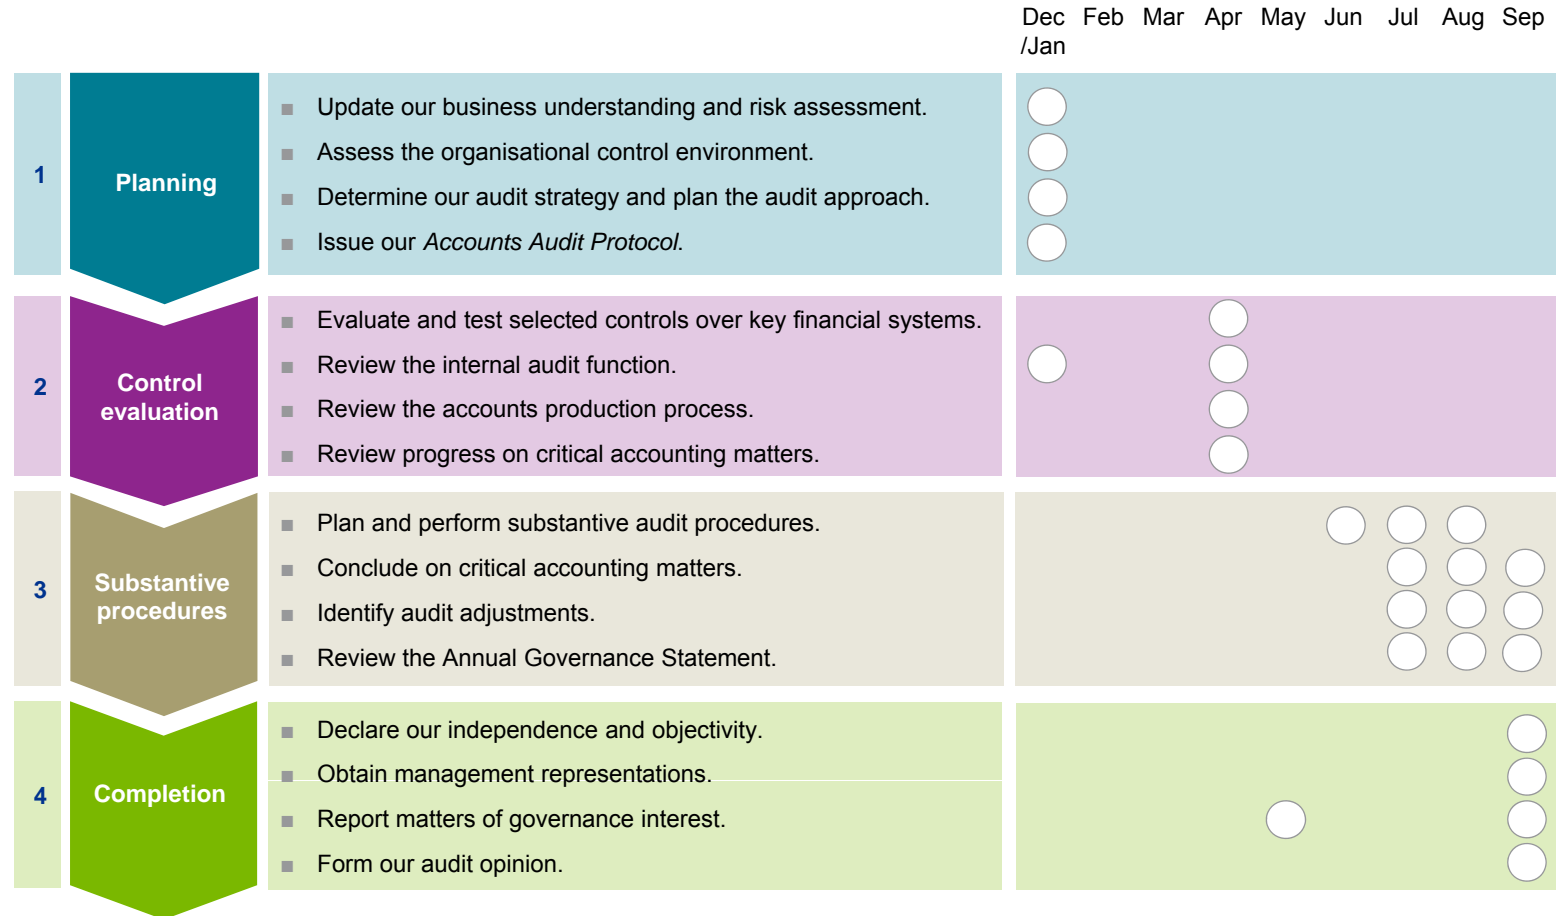 Dec Feb Mar Apr May Jun Jul Aug Sep
/Jan
1
Planning
■ Update our business understanding and risk assessment.
■ Assess the organisational control environment.
■ Determine our audit strategy and plan the audit approach.
■ Issue our Accounts Audit Protocol.
2
Control
evaluation
■ Evaluate and test selected controls over key financial systems.
■ Review the internal audit function.
■ Review the accounts production process.
■ Review progress on critical accounting matters.
3
Substantive
procedures
■ Plan and perform substantive audit procedures.
■ Conclude on critical accounting matters.
■ Identify audit adjustments.
■ Review the Annual Governance Statement.
4
Completion
■ Declare our independence and objectivity.
■ Obtain management representations.
■ Report matters of governance interest.
■ Form our audit opinion.